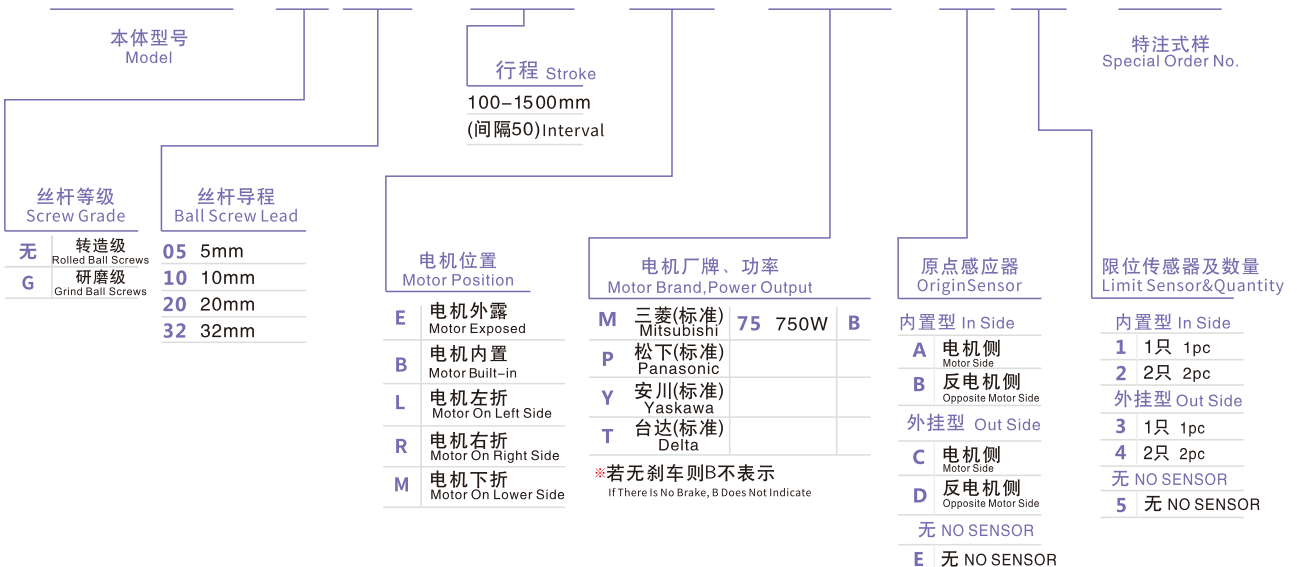 本体型号
Model
行程 Stroke
100-1500mm
(间隔50)Interval
特注式样
Special Order No.
丝杆等级
Screw Grade
无 转造级
Rolled Ball Screws
G 研磨级
Grind Ball Screws
丝杆导程
Ball Screw Lead
05 5mm
10 10mm
20 20mm
32 32mm
电机位置
Motor Position
E 电机外露
Motor Exposed
B 电机内置
Motor Built-in
L 电机左折
Motor On Left Side
R 电机右折
Motor On Right Side
M 电机下折
Motor On Lower Side
电机厂牌、功率
Motor Brand,Power Output
M 三菱(标准) 75 750W B
Mitsubishi
P 松下(标准)
Panasonic
Y 安川(标准)
Yaskawa
T 台达(标准)
Delta
※若无刹车则B不表示
If There Is No Brake, B Does Not Indicate
原点感应器
OriginSensor
内置型 In Side
A 电机侧
Motor Side
B 反电机侧
Opposite Motor Side
外挂型 Out Side
C 电机侧
Motor Side
D 反电机侧
Opposite Motor Side
无 NO SENSOR
E 无 NO SENSOR
限位传感器及数量
Limit Sensor&Quantity
内置型 In Side
1 1只 1pc
2 2只 2pc
外挂型 Out Side
3 1只 1pc
4 2只 2pc
无 NO SENSOR
5 无 NO SENSOR